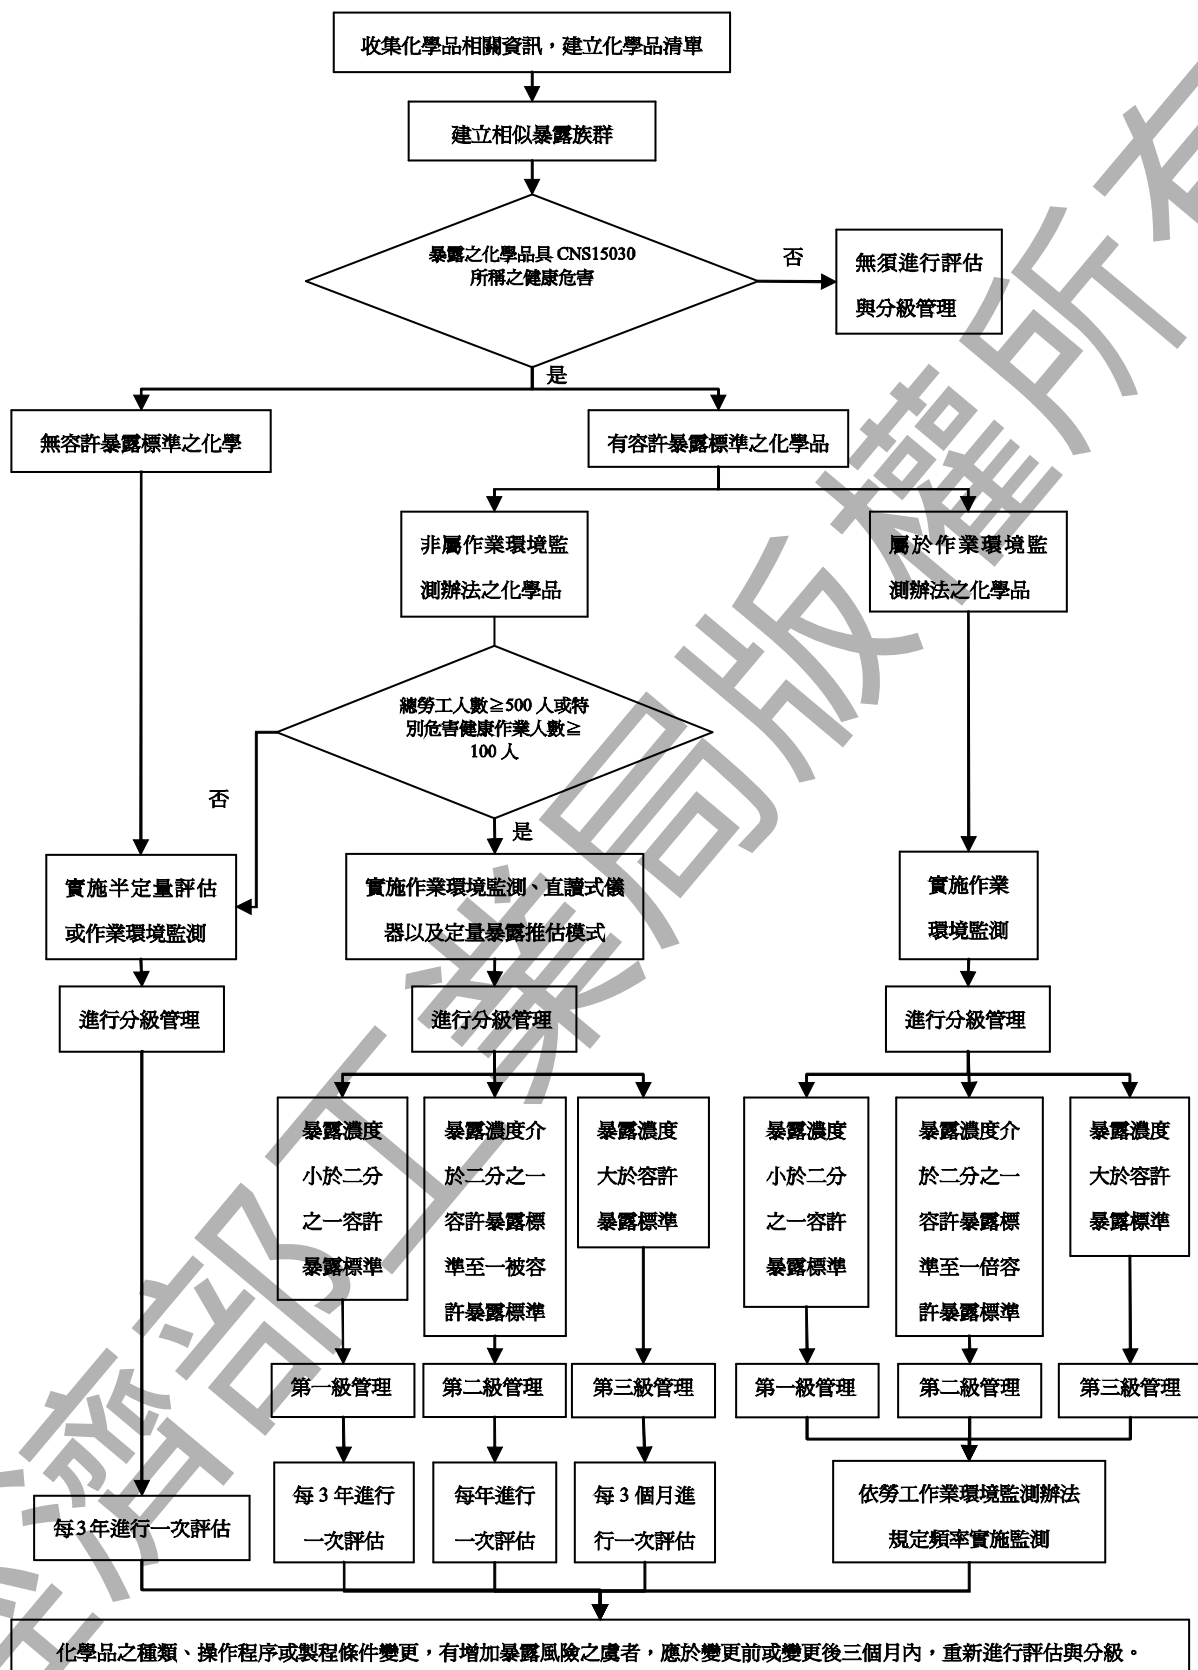 收集化學品相關資訊，建立化學品清單
建立相似暴露族群
暴露之化學品具 CNS15030
所稱之健康危害
否
無須進行評估
與分級管理
是
無容許暴露標準之化學
有容許暴露標準之化學品
非屬作業環境監
測辦法之化學品
屬於作業環境監
測辦法之化學品
總勞工人數≧500 人或特
別危害健康作業人數≧
100 人
否
是
實施半定量評估
或作業環境監測
實施作業環境監測、直讀式儀
器以及定量暴露推估模式
實施作業
環境監測
進行分級管理
進行分級管理
進行分級管理
暴露濃度
小於二分
之一容許
暴露標準
暴露濃度介
於二分之一
容許暴露標
準至一被容
許暴露標準
暴露濃度
大於容許
暴露標準
暴露濃度
小於二分
之一容許
暴露標準
暴露濃度介
於二分之一
容許暴露標
準至一倍容
許暴露標準
暴露濃度
大於容許
暴露標準
第一級管理
第二級管理
第三級管理
第一級管理
第二級管理
第三級管理
每3年進行一次評估
每 3 年進行
一次評估
每年進行
一次評估
每 3 個月進
行一次評估
依勞工作業環境監測辦法
規定頻率實施監測
化學品之種類、操作程序或製程條件變更，有增加暴露風險之虞者，應於變更前或變更後三個月內，重新進行評估與分級。
濟部工業局版權所有